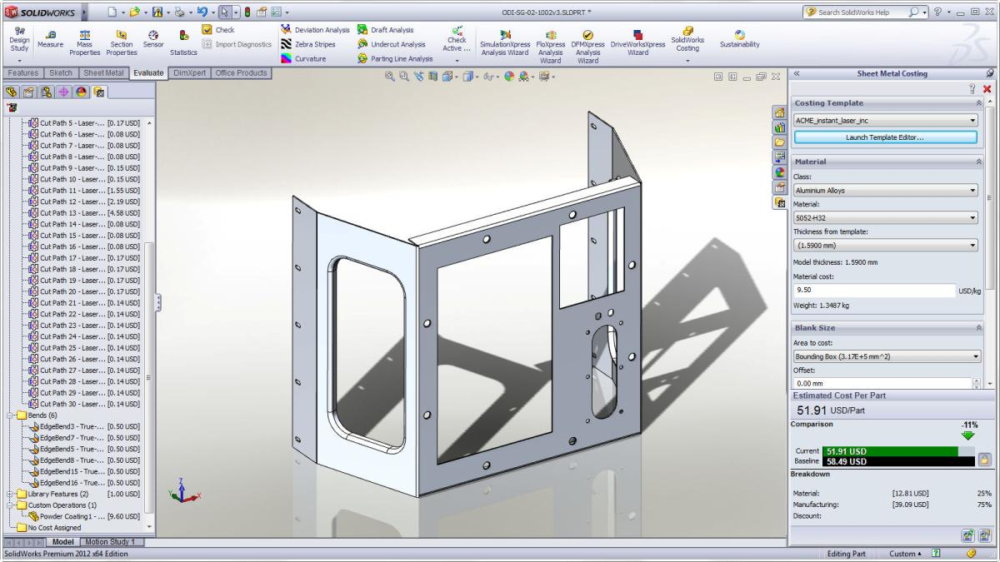 SOLIDWORKS
ODI-SG-02-1002v3.SLDPRT *
Search SolidWorks Help
Design Study
Measure
Mass Properties
Section Properties
Sensor
Statistics
Check
Import Diagnostics
Deviation Analysis
Zebra Stripes
Curvature
Draft Analysis
Undercut Analysis
Parting Line Analysis
Check Active ...
SimulationXpress Analysis Wizard
FloXpress Analysis Wizard
DFMXpress Analysis Wizard
DriveWorksXpress Wizard
SolidWorks Costing
Sustainability
Features
Sketch
Sheet Metal
Evaluate
DimXpert
Office Products
Cut Path 5 - Laser-... [0.17 USD]
Cut Path 6 - Laser-... [0.08 USD]
Cut Path 7 - Laser-... [0.08 USD]
Cut Path 8 - Laser-... [0.08 USD]
Cut Path 9 - Laser-... [0.15 USD]
Cut Path 10 - Laser... [0.15 USD]
Cut Path 11 - Laser... [1.55 USD]
Cut Path 12 - Laser... [2.19 USD]
Cut Path 13 - Laser... [4.58 USD]
Cut Path 14 - Laser... [0.08 USD]
Cut Path 15 - Laser... [0.08 USD]
Cut Path 16 - Laser... [0.08 USD]
Cut Path 17 - Laser... [0.17 USD]
Cut Path 18 - Laser... [0.17 USD]
Cut Path 19 - Laser... [0.17 USD]
Cut Path 20 - Laser... [0.17 USD]
Cut Path 21 - Laser... [0.14 USD]
Cut Path 22 - Laser... [0.14 USD]
Cut Path 23 - Laser... [0.14 USD]
Cut Path 24 - Laser... [0.14 USD]
Cut Path 25 - Laser... [0.14 USD]
Cut Path 26 - Laser... [0.14 USD]
Cut Path 27 - Laser... [0.14 USD]
Cut Path 28 - Laser... [0.14 USD]
Cut Path 29 - Laser... [0.14 USD]
Cut Path 30 - Laser... [0.14 USD]
Bends (6)
EdgeBend3 - True-... [0.50 USD]
EdgeBend7 - True-... [0.50 USD]
EdgeBend5 - True-... [0.50 USD]
EdgeBend8 - True-... [0.50 USD]
EdgeBend15 - True... [0.50 USD]
EdgeBend16 - True... [0.50 USD]
Library Features (2) [1.00 USD]
Custom Operations (1)
Powder Coating1 - ... [9.60 USD]
No Cost Assigned
Z
Y
X
Model
Motion Study 1
Sheet Metal Costing
Costing Template
ACME_instant_laser_inc
Launch Template Editor...
Material
Class:
Aluminium Alloys
Material:
5052-H32
Thickness from template:
(1.5900 mm)
Model thickness: 1.5900 mm
Material cost:
9.50 USD/kg
Weight: 1.3487 kg
Blank Size
Area to cost:
Bounding Box (3.17E+5 mm^2)
Offset:
0.00 mm
Estimated Cost Per Part
51.91 USD/Part
Comparison -11%
Current 51.91 USD
Baseline 58.49 USD
Breakdown
Material: [12.81 USD] 25%
Manufacturing: [39.09 USD] 75%
Discount:
SolidWorks Premium 2012 x64 Edition
Editing Part
Custom